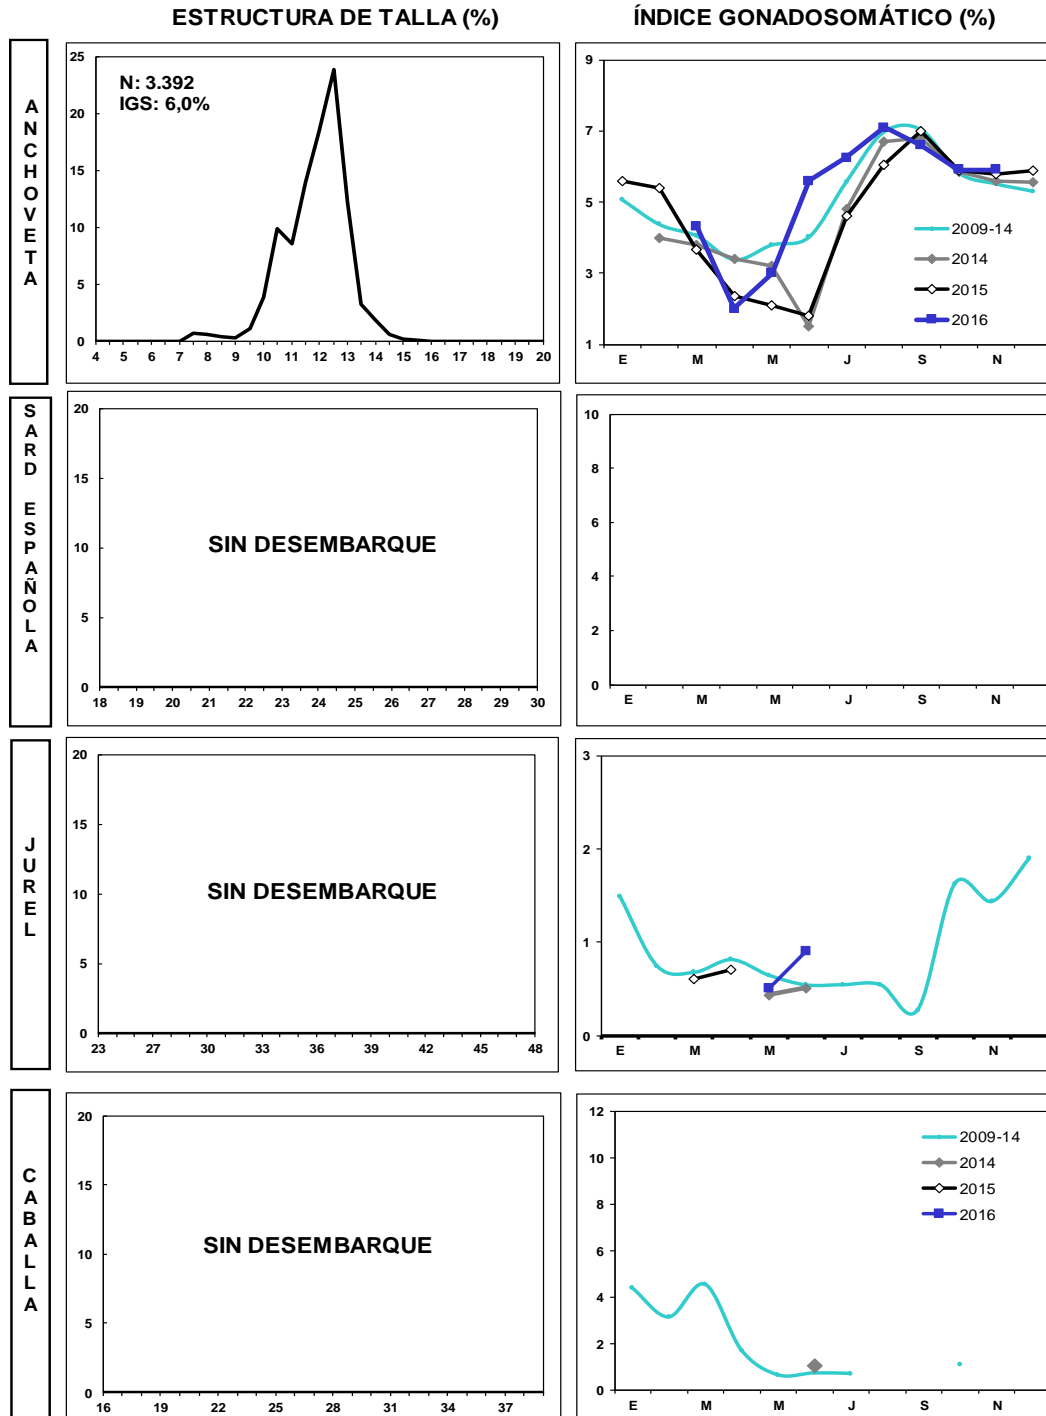 ESTRUCTURA DE TALLA (%)
ÍNDICE GONADOSOMÁTICO (%)
ANCHOVETA
N: 3.392
IGS: 6,0%
25
20
15
10
5
0
4 5 6 7 8 9 10 11 12 13 14 15 16 17 18 19 20
9
7
5
3
1
2009-14
2014
2015
2016
E M M J S N
SARD ESPAÑOLA
20
15
10
5
0
SIN DESEMBARQUE
18 19 20 21 22 23 24 25 26 27 28 29 30
10
8
6
4
2
0
E M M J S N
JUREL
20
15
10
5
0
SIN DESEMBARQUE
23 27 30 33 36 39 42 45 48
3
2
1
0
E M M J S N
CABALLA
20
15
10
5
0
SIN DESEMBARQUE
16 19 22 25 28 31 34 37
12
10
8
6
4
2
0
2009-14
2014
2015
2016
E M M J S N